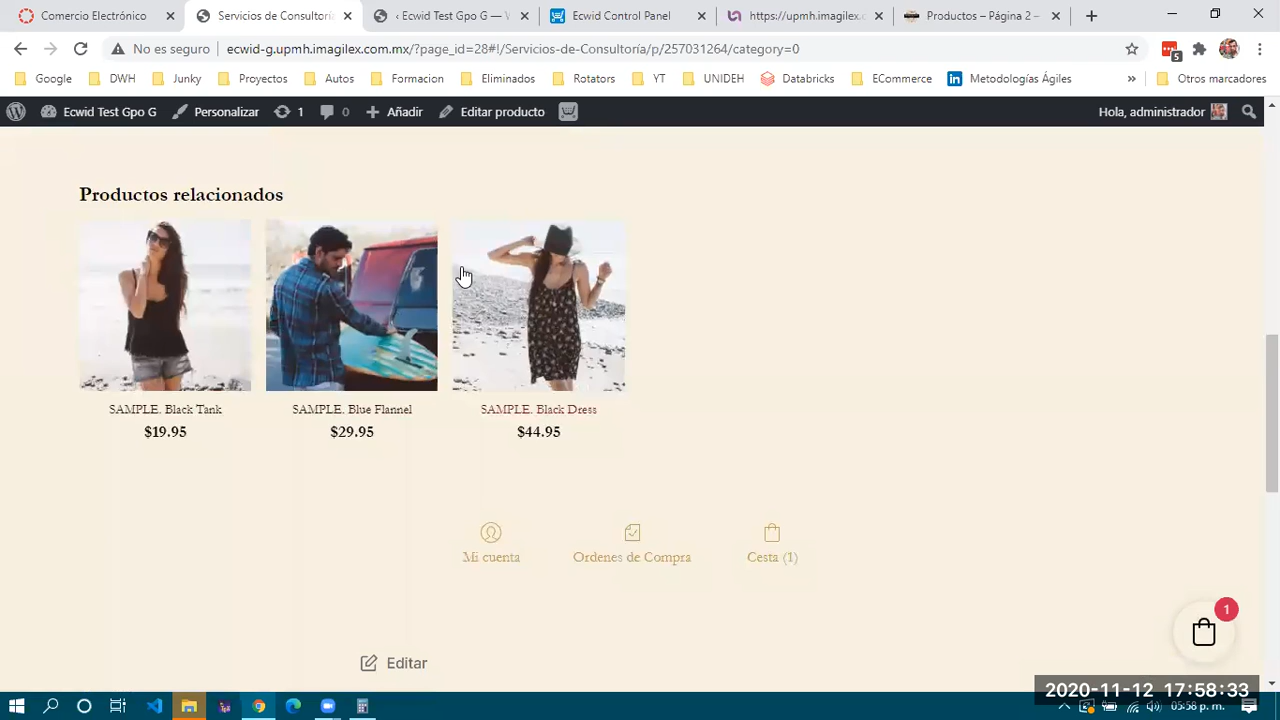 Comercio Electrónico
Servicios de Consultoría
‹ Ecwid Test Gpo G — W
Ecwid Control Panel
https://upmh.imagilex.c
Productos – Página 2 –
No es seguro
ecwid-g.upmh.imagilex.com.mx/?page_id=28#!/Servicios-de-Consultoría/p/257031264/category=0
5
Google
DWH
Junky
Proyectos
Autos
Formacion
Eliminados
Rotators
YT
UNIDEH
Databricks
ECommerce
Metodologías Ágiles
»
Otros marcadores
Ecwid Test Gpo G
Personalizar
1
0
Añadir
Editar producto
Hola, administrador
Productos relacionados
SAMPLE. Black Tank
SAMPLE. Blue Flannel
SAMPLE. Black Dress
$19.95
$29.95
$44.95
Mi cuenta
Ordenes de Compra
Cesta (1)
1
Editar
2020-11-12 17:58:33
05:58 p. m.